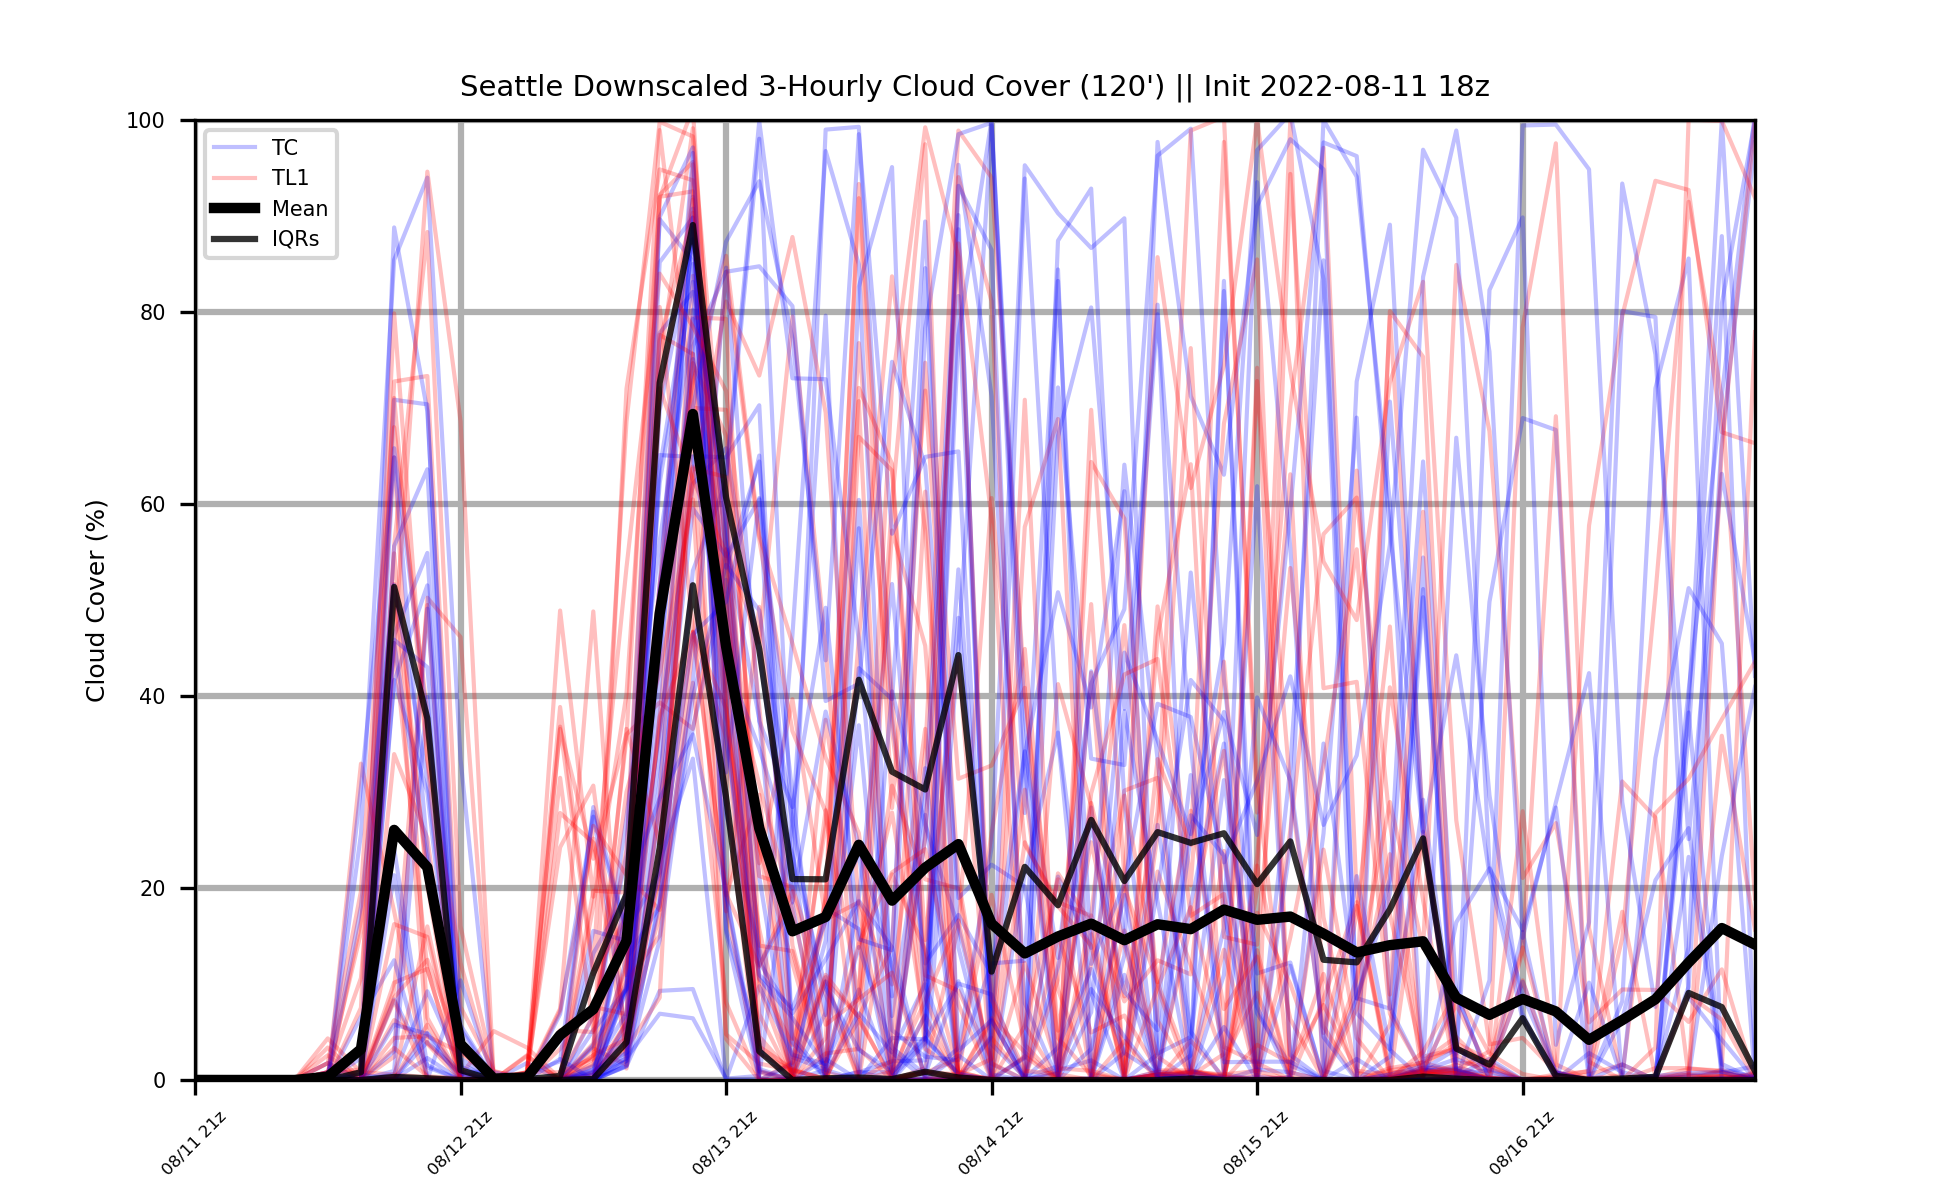 Seattle Downscaled 3-Hourly Cloud Cover (120') || Init 2022-08-11 18z
TC
TL1
Mean
IQRs
Cloud Cover (%)
100
80
60
40
20
0
08/11 21z
08/12 21z
08/13 21z
08/14 21z
08/15 21z
08/16 21z